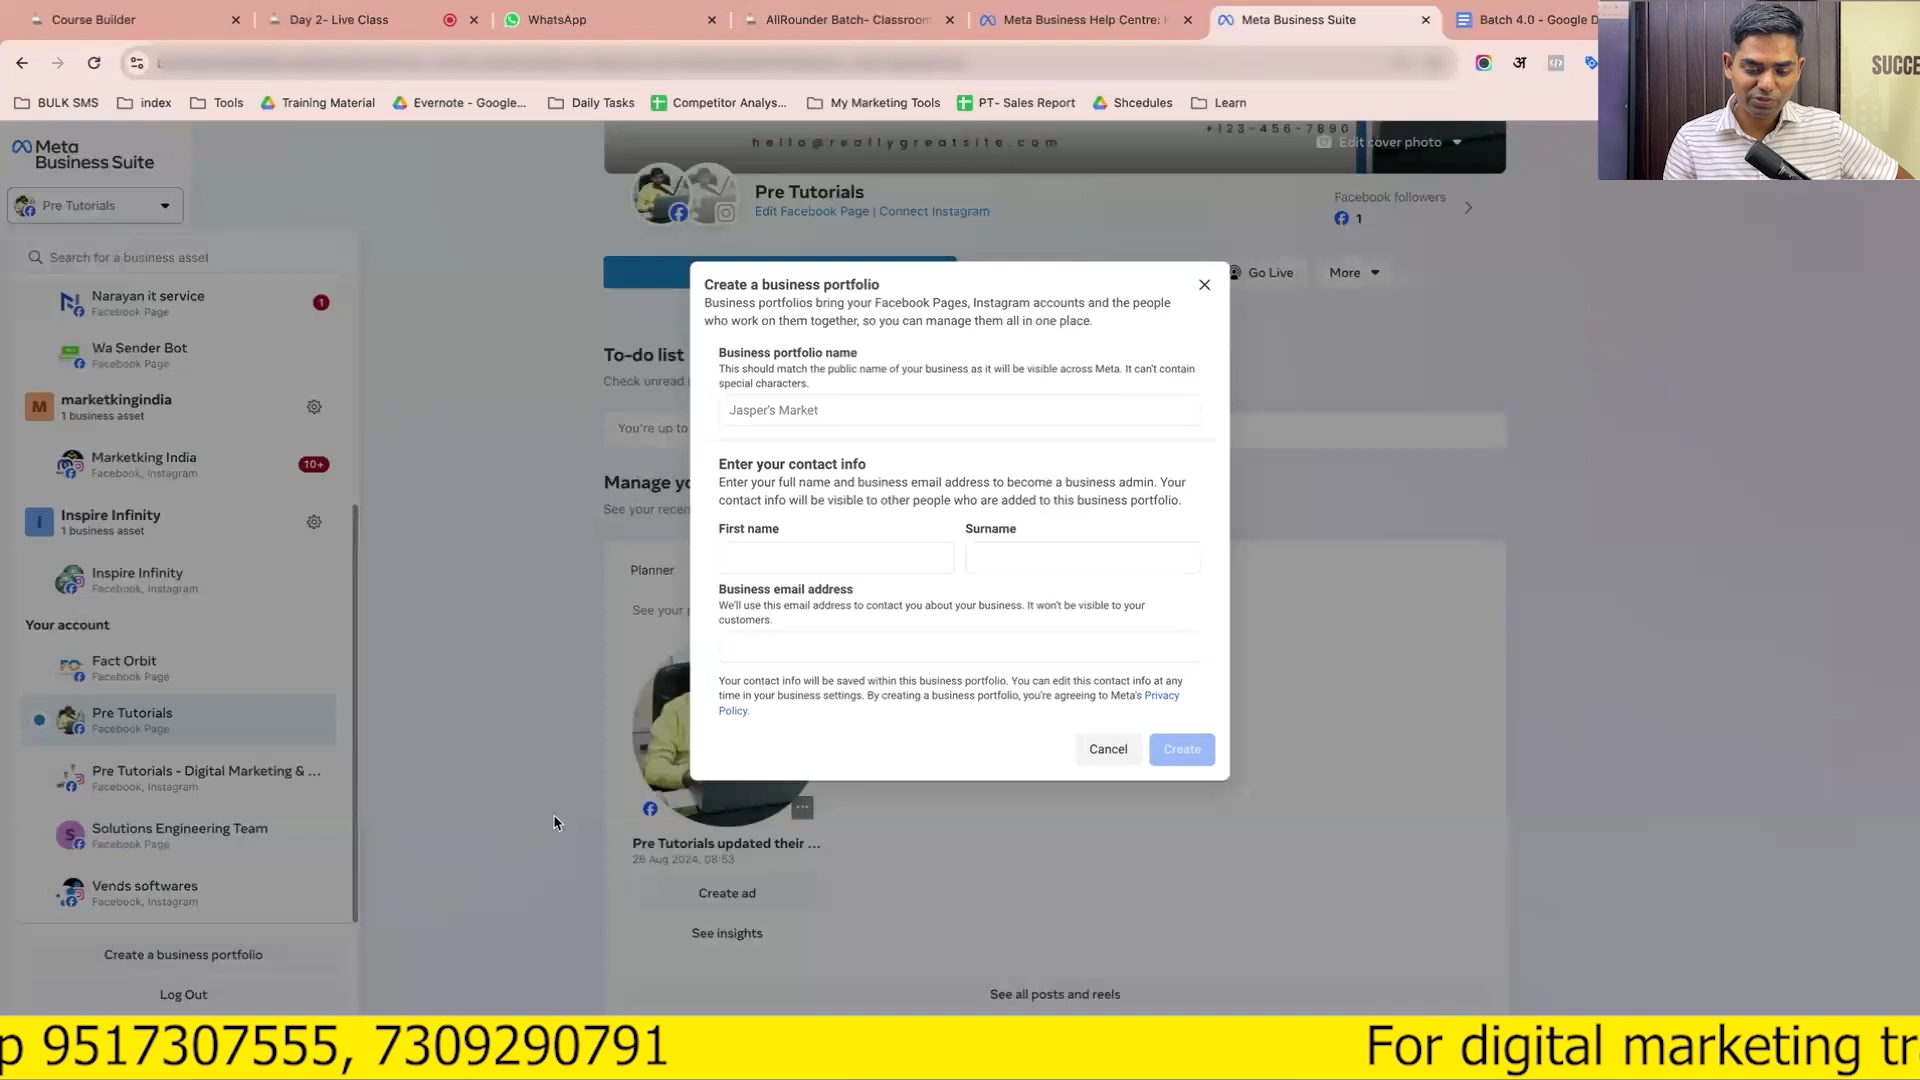 Course Builder
Day 2- Live Class
WhatsApp
AllRounder Batch- Classroom
Meta Business Help Centre:
Meta Business Suite
Batch 4.0 - Google D
SUCCE
BULK SMS
index
Tools
Training Material
Evernote - Google...
Daily Tasks
Competitor Analys...
My Marketing Tools
PT- Sales Report
Shcedules
Learn
Meta
Business Suite
Pre Tutorials
Search for a business asset
Narayan it service
Facebook Page
1
Wa Sender Bot
Facebook Page
M
marketkingindia
1 business asset
Marketking India
Facebook, Instagram
10+
I
Inspire Infinity
1 business asset
Inspire Infinity
Facebook, Instagram
Your account
Fact Orbit
Facebook Page
Pre Tutorials
Facebook Page
Pre Tutorials - Digital Marketing & ...
Facebook, Instagram
S
Solutions Engineering Team
Facebook Page
Vends softwares
Facebook, Instagram
Create a business portfolio
Log Out
+123-456-7890
hello@reallygreatsite.com
Edit cover photo
Pre Tutorials
Edit Facebook Page | Connect Instagram
Facebook followers
1
Go Live
More
To-do list
Check unread
You're up to
Manage yo
See your recen
Planner
See your p
Create a business portfolio
Business portfolios bring your Facebook Pages, Instagram accounts and the people
who work on them together, so you can manage them all in one place.
Business portfolio name
This should match the public name of your business as it will be visible across Meta. It can't contain
special characters.
Jasper's Market
Enter your contact info
Enter your full name and business email address to become a business admin. Your
contact info will be visible to other people who are added to this business portfolio.
First name
Surname
Business email address
We'll use this email address to contact you about your business. It won't be visible to your
customers.
Your contact info will be saved within this business portfolio. You can edit this contact info at any
time in your business settings. By creating a business portfolio, you're agreeing to Meta's Privacy
Policy.
Cancel
Create
Pre Tutorials updated their ...
26 Aug 2024, 08:53
Create ad
See insights
See all posts and reels
p 9517307555, 7309290791
For digital marketing tr